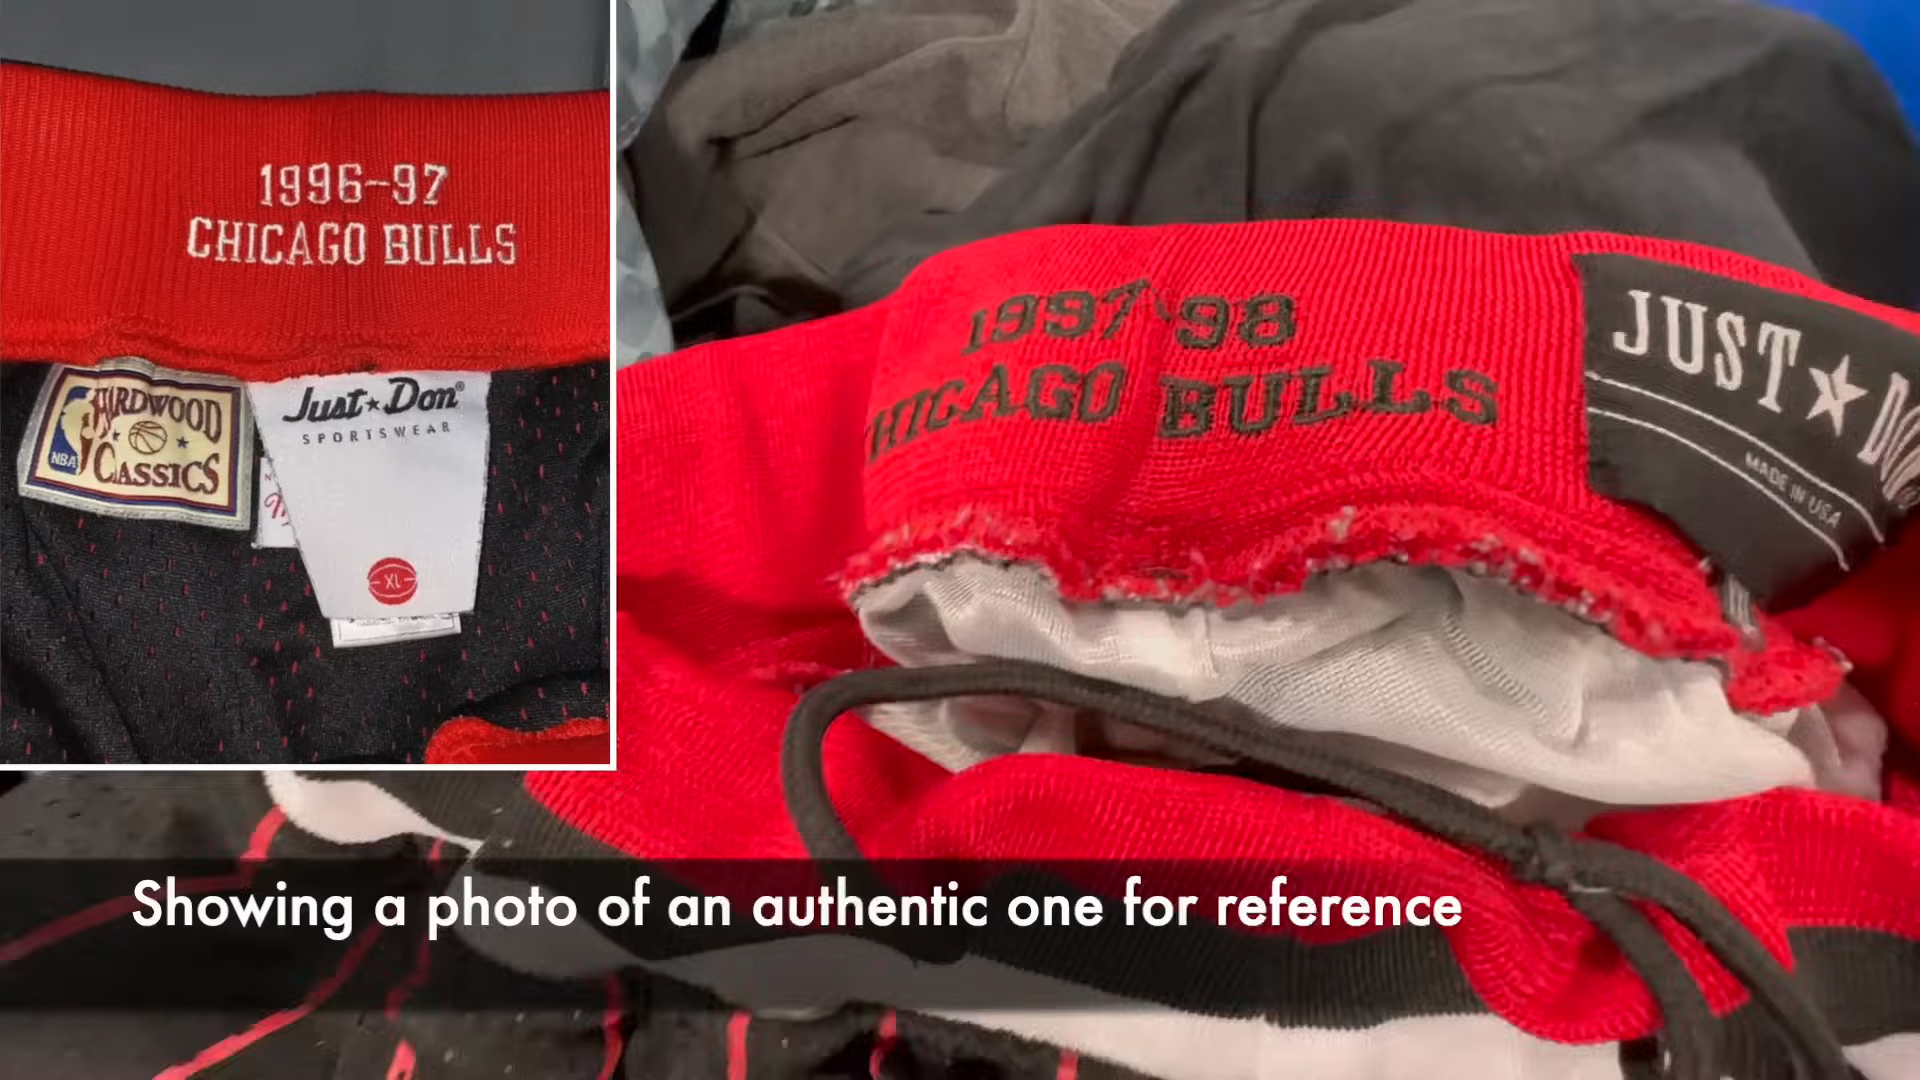 1996-97
CHICAGO BULLS
HARDWOOD
CLASSICS
NBA
Just★Don®
SPORTSWEAR
XL
1997-98
HICAGO BULLS
JUST★DON
MADE IN USA
Showing a photo of an authentic one for reference